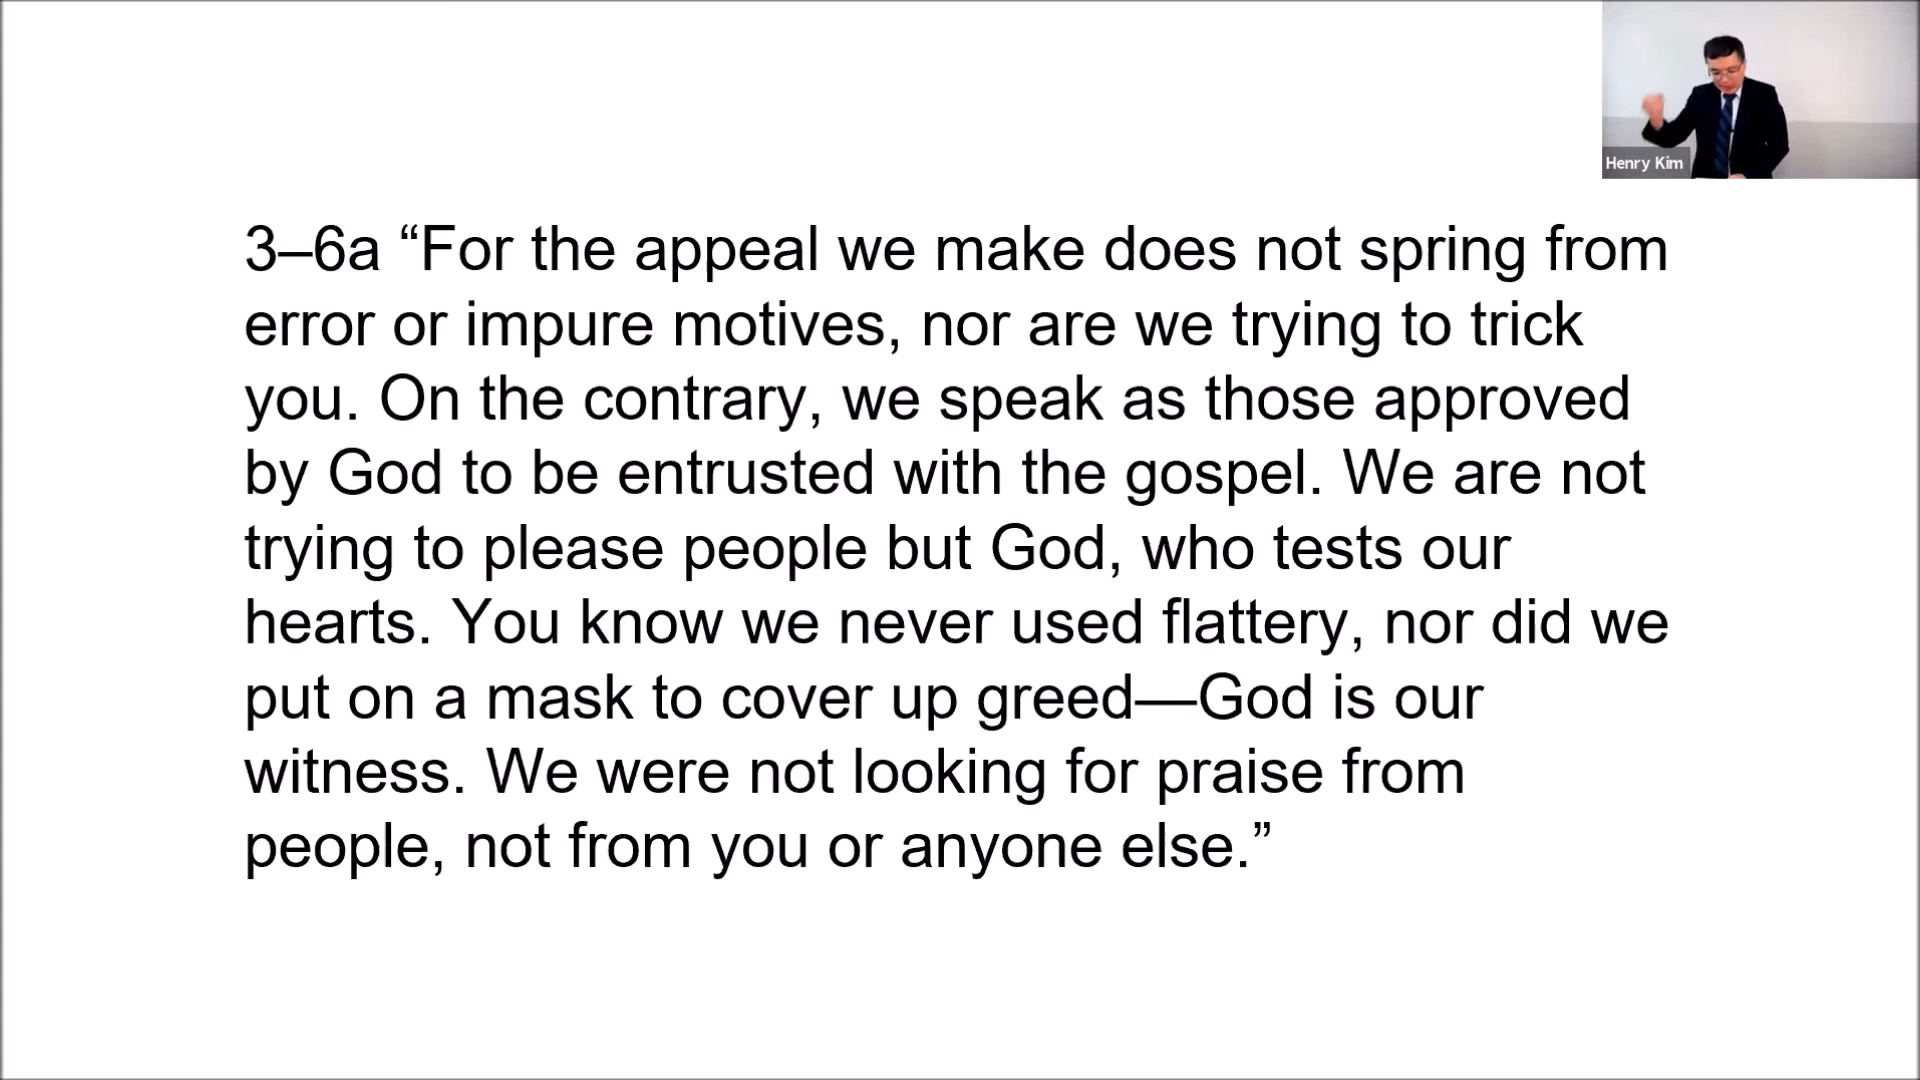 Henry Kim
3–6a “For the appeal we make does not spring from
error or impure motives, nor are we trying to trick
you. On the contrary, we speak as those approved
by God to be entrusted with the gospel. We are not
trying to please people but God, who tests our
hearts. You know we never used flattery, nor did we
put on a mask to cover up greed—God is our
witness. We were not looking for praise from
people, not from you or anyone else.”